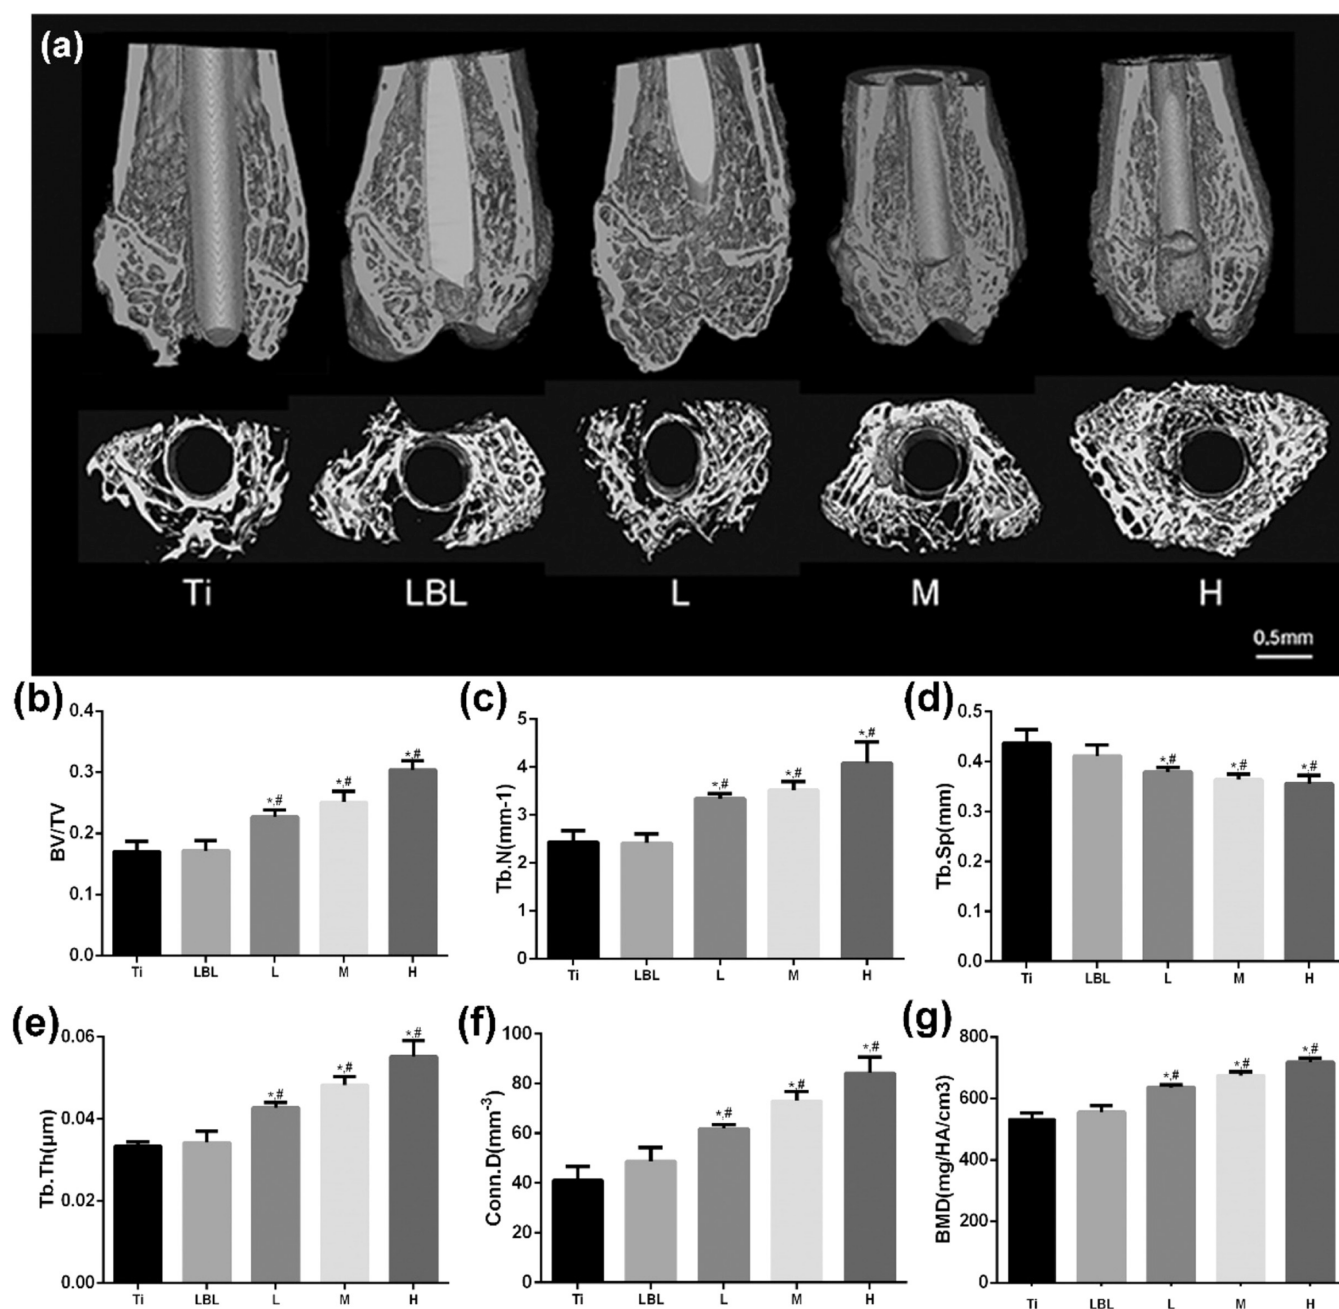 (a)
Ti LBL L M H
0.5mm
(b)
BV/TV
0.4
0.3
0.2
0.1
0.0
*,#
*,#
*,#
Ti LBL L M H
(c)
Tb.N(mm-1)
5
4
3
2
1
0
*,#
*,#
*,#
Ti LBL L M H
(d)
Tb.Sp(mm)
0.5
0.4
0.3
0.2
0.1
0.0
*,# *,# *,#
Ti LBL L M H
(e)
Tb.Th(μm)
0.06
0.04
0.02
0.00
*,#
*,#
*,#
Ti LBL L M H
(f)
Conn.D(mm⁻³)
100
80
60
40
20
0
*,#
*,#
*,#
Ti LBL L M H
(g)
BMD(mg/HA/cm3)
800
600
400
200
0
*,#
*,#
*,#
Ti LBL L M H